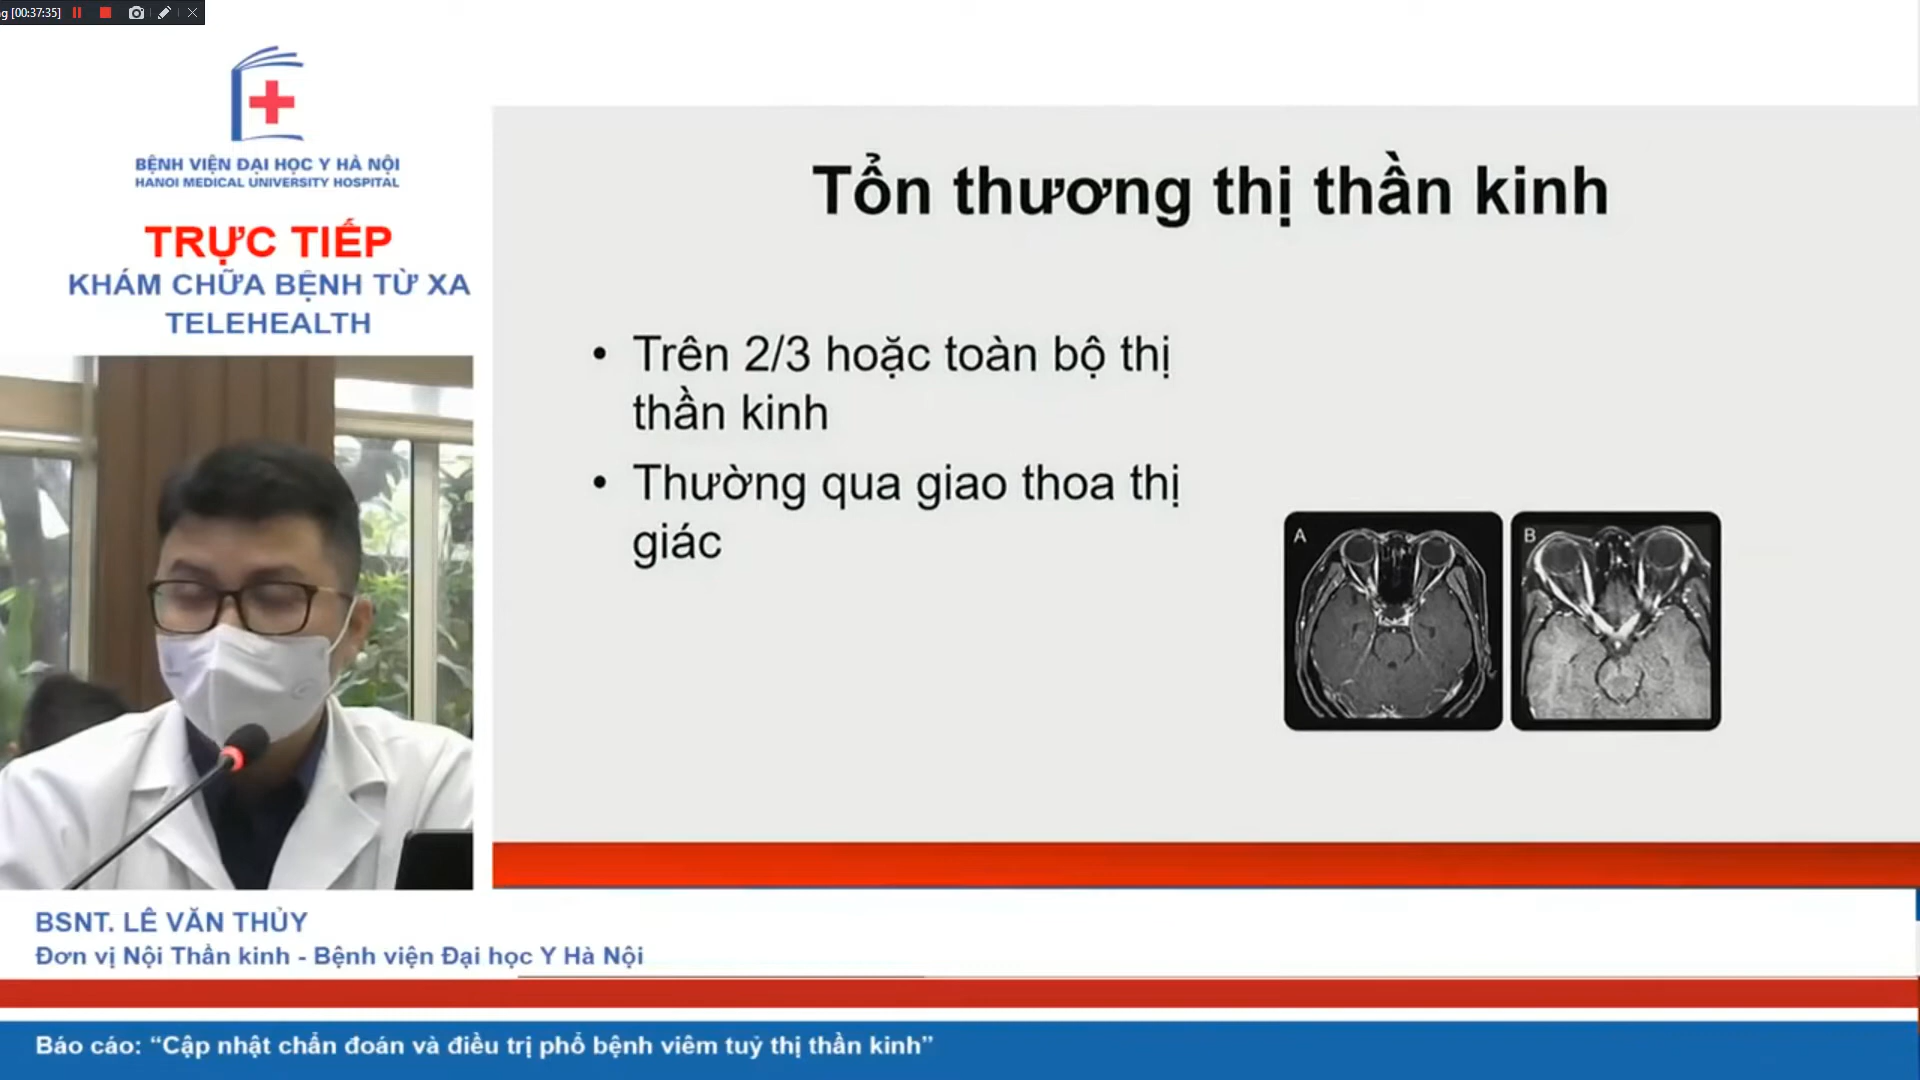 g [00:37:35]
BỆNH VIỆN ĐẠI HỌC Y HÀ NỘI
HANOI MEDICAL UNIVERSITY HOSPITAL
TRỰC TIẾP
KHÁM CHỮA BỆNH TỪ XA
TELEHEALTH
Tổn thương thị thần kinh
• Trên 2/3 hoặc toàn bộ thị
thần kinh
• Thường qua giao thoa thị
giác
A
B
BSNT. LÊ VĂN THỦY
Đơn vị Nội Thần kinh - Bệnh viện Đại học Y Hà Nội
Báo cáo: “Cập nhật chẩn đoán và điều trị phổ bệnh viêm tuỷ thị thần kinh”